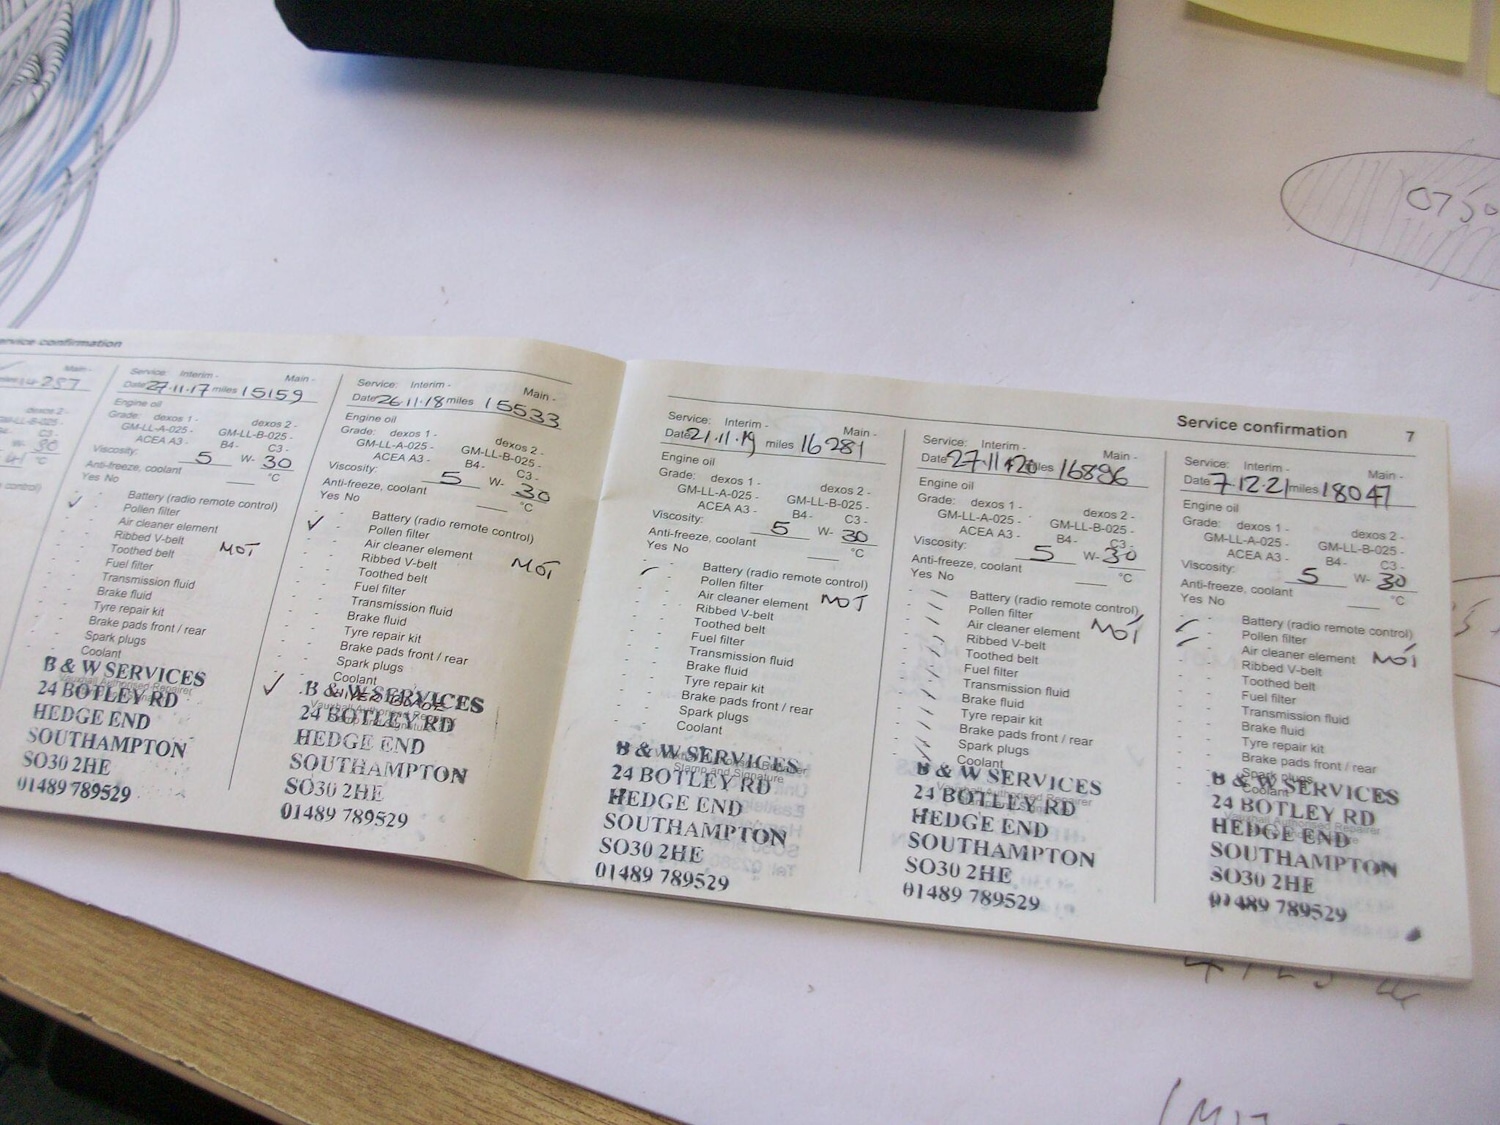 Service confirmation
Main -
Service: Interim - Main -
Date 27.11.17 miles 15159
Engine oil
Grade: dexos 1 - dexos 2 -
GM-LL-A-025 - GM-LL-B-025 -
ACEA A3 - B4 - C3 -
Viscosity: 5 W- 30
Anti-freeze, coolant °C
Yes No
Battery (radio remote control)
Pollen filter
Air cleaner element
Ribbed V-belt MOT
Toothed belt
Fuel filter
Transmission fluid
Brake fluid
Tyre repair kit
Brake pads front / rear
Spark plugs
Coolant
B & W SERVICES
24 BOTLEY RD
HEDGE END
SOUTHAMPTON
SO30 2HE
01489 789529
Service: Interim - Main -
Date 26.11.18 miles 15533
Engine oil
Grade: dexos 1 - dexos 2 -
GM-LL-A-025 - GM-LL-B-025 -
ACEA A3 - B4 - C3 -
Viscosity: 5 W- 30
Anti-freeze, coolant °C
Yes No
Battery (radio remote control)
Pollen filter
Air cleaner element
Ribbed V-belt MOT
Toothed belt
Fuel filter
Transmission fluid
Brake fluid
Tyre repair kit
Brake pads front / rear
Spark plugs
Coolant
B & W SERVICES
24 BOTLEY RD
HEDGE END
SOUTHAMPTON
SO30 2HE
01489 789529
Service confirmation 7
Service: Interim - Main -
Date 21.11.19 miles 16281
Engine oil
Grade: dexos 1 - dexos 2 -
GM-LL-A-025 - GM-LL-B-025 -
ACEA A3 - B4 - C3 -
Viscosity: 5 W- 30
Anti-freeze, coolant °C
Yes No
Battery (radio remote control)
Pollen filter
Air cleaner element MOT
Ribbed V-belt
Toothed belt
Fuel filter
Transmission fluid
Brake fluid
Tyre repair kit
Brake pads front / rear
Spark plugs
Coolant
B & W SERVICES
Stamp and Signature
24 BOTLEY RD
HEDGE END
SOUTHAMPTON
SO30 2HE
01489 789529
Service: Interim - Main -
Date 27.11.20 miles 16896
Engine oil
Grade: dexos 1 - dexos 2 -
GM-LL-A-025 - GM-LL-B-025 -
ACEA A3 - B4 - C3 -
Viscosity: 5 W- 30
Anti-freeze, coolant °C
Yes No
Battery (radio remote control)
Pollen filter
Air cleaner element MOT
Ribbed V-belt
Toothed belt
Fuel filter
Transmission fluid
Brake fluid
Tyre repair kit
Brake pads front / rear
Spark plugs
Coolant
B & W SERVICES
24 BOTLEY RD
HEDGE END
SOUTHAMPTON
SO30 2HE
01489 789529
Service: Interim - Main -
Date 7.12.21 miles 18047
Engine oil
Grade: dexos 1 - dexos 2 -
GM-LL-A-025 - GM-LL-B-025 -
ACEA A3 - B4 - C3 -
Viscosity: 5 W- 30
Anti-freeze, coolant °C
Yes No
Battery (radio remote control)
Pollen filter
Air cleaner element MOT
Ribbed V-belt
Toothed belt
Fuel filter
Transmission fluid
Brake fluid
Tyre repair kit
Brake pads front / rear
Spark plugs
Coolant
B & W SERVICES
24 BOTLEY RD
Vauxhall Authorised Repairer
HEDGE END
SOUTHAMPTON
SO30 2HE
01489 789529